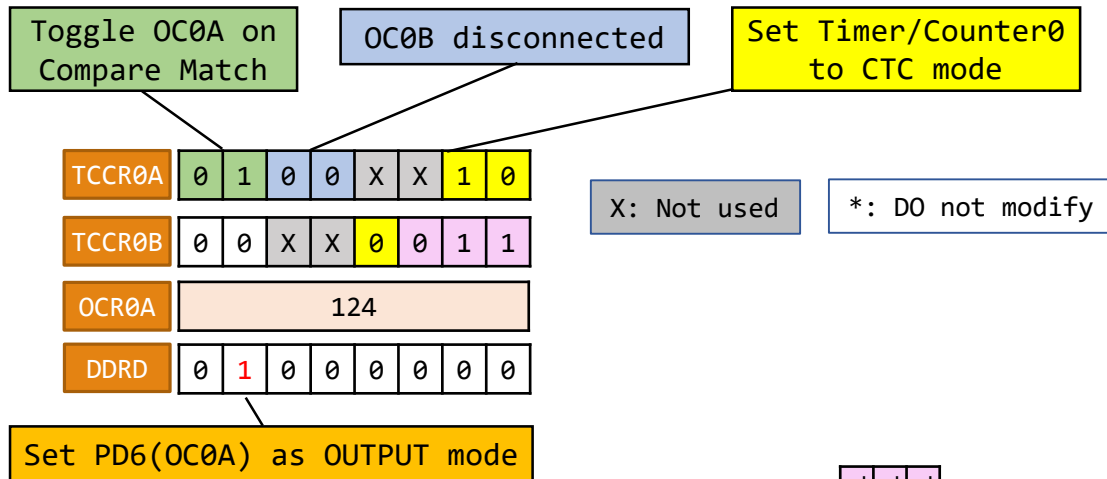 Toggle OC0A on
Compare Match
OC0B disconnected
Set Timer/Counter0
to CTC mode
TCCR0A 0 1 0 0 X X 1 0
TCCR0B 0 0 X X 0 0 1 1
X: Not used
*: DO not modify
OCR0A 124
DDRD 0 1 0 0 0 0 0 0
Set PD6(OC0A) as OUTPUT mode